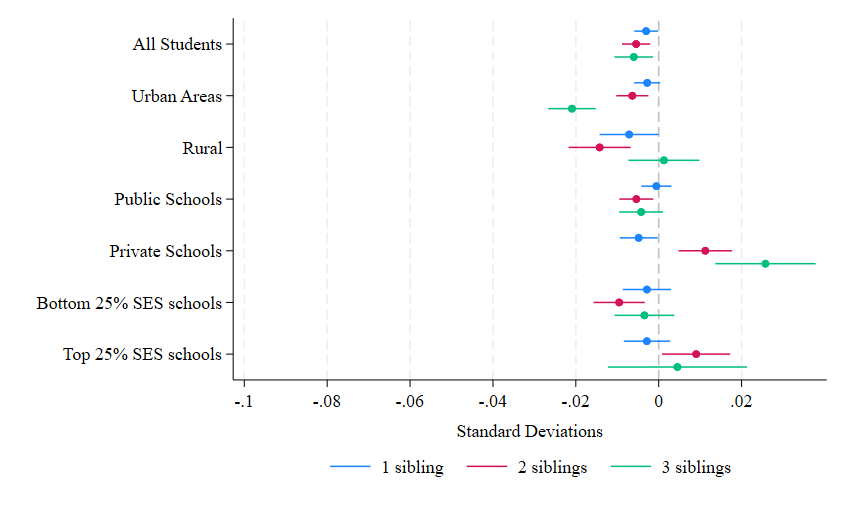 All Students
Urban Areas
Rural
Public Schools
Private Schools
Bottom 25% SES schools
Top 25% SES schools
-.1 -.08 -.06 -.04 -.02 0 .02
Standard Deviations
1 sibling 2 siblings 3 siblings